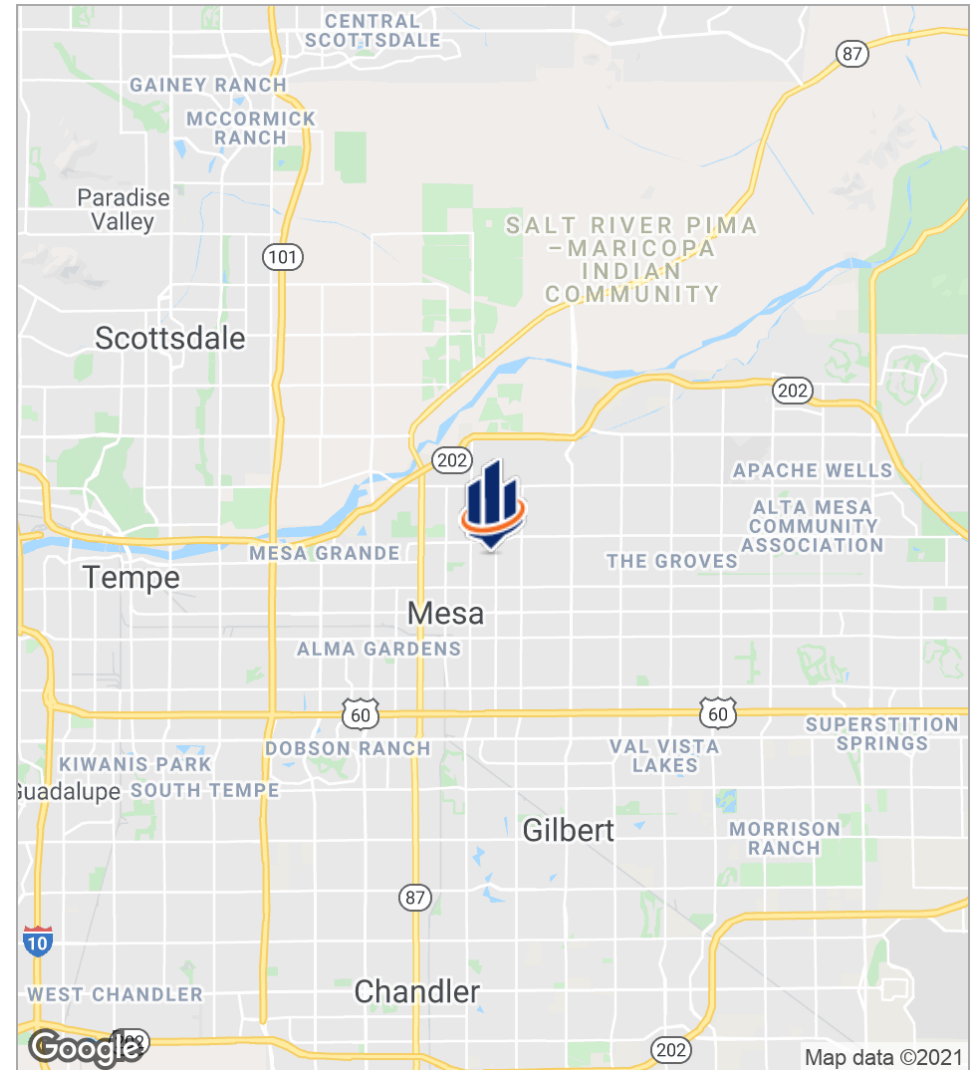 CENTRAL
SCOTTSDALE
87
GAINEY RANCH
MCCORMICK
RANCH
Paradise
Valley
SALT RIVER PIMA
–MARICOPA
INDIAN
COMMUNITY
101
Scottsdale
202
202
APACHE WELLS
ALTA MESA
COMMUNITY
ASSOCIATION
MESA GRANDE
THE GROVES
Tempe
Mesa
ALMA GARDENS
60
60
SUPERSTITION
SPRINGS
DOBSON RANCH
VAL VISTA
LAKES
KIWANIS PARK
Guadalupe
SOUTH TEMPE
Gilbert
MORRISON
RANCH
87
10
WEST CHANDLER
Chandler
202
Google
202
Map data ©2021